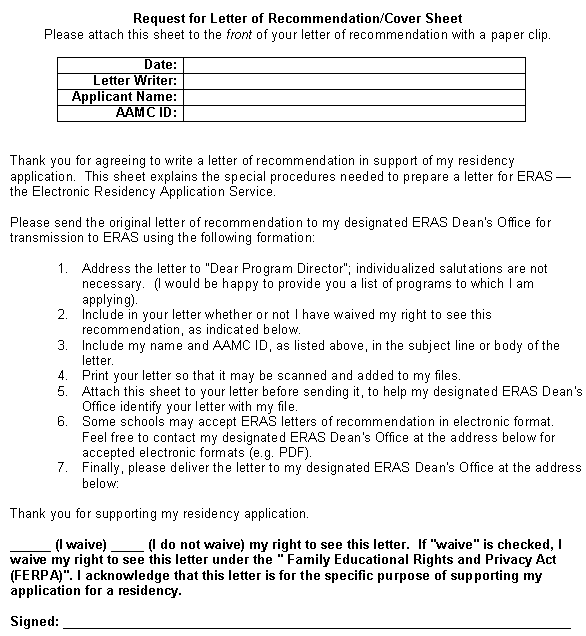 Request for Letter of Recommendation/Cover Sheet
Please attach this sheet to the front of your letter of recommendation with a paper clip.
Date:
Letter Writer:
Applicant Name:
AAMC ID:
Thank you for agreeing to write a letter of recommendation in support of my residency
application.  This sheet explains the special procedures needed to prepare a letter for ERAS —
the Electronic Residency Application Service.
Please send the original letter of recommendation to my designated ERAS Dean's Office for
transmission to ERAS using the following formation:
1. Address the letter to "Dear Program Director"; individualized salutations are not
necessary.  (I would be happy to provide you a list of programs to which I am
applying).
2. Include in your letter whether or not I have waived my right to see this
recommendation, as indicated below.
3. Include my name and AAMC ID, as listed above, in the subject line or body of the
letter.
4. Print your letter so that it may be scanned and added to my files.
5. Attach this sheet to your letter before sending it, to help my designated ERAS Dean's
Office identify your letter with my file.
6. Some schools may accept ERAS letters of recommendation in electronic format.
Feel free to contact my designated ERAS Dean's Office at the address below for
accepted electronic formats (e.g. PDF).
7. Finally, please deliver the letter to my designated ERAS Dean's Office at the address
below:
Thank you for supporting my residency application.
_____ (I waive) ____ (I do not waive) my right to see this letter.  If "waive" is checked, I
waive my right to see this letter under the " Family Educational Rights and Privacy Act
(FERPA)". I acknowledge that this letter is for the specific purpose of supporting my
application for a residency.
Signed: ______________________________